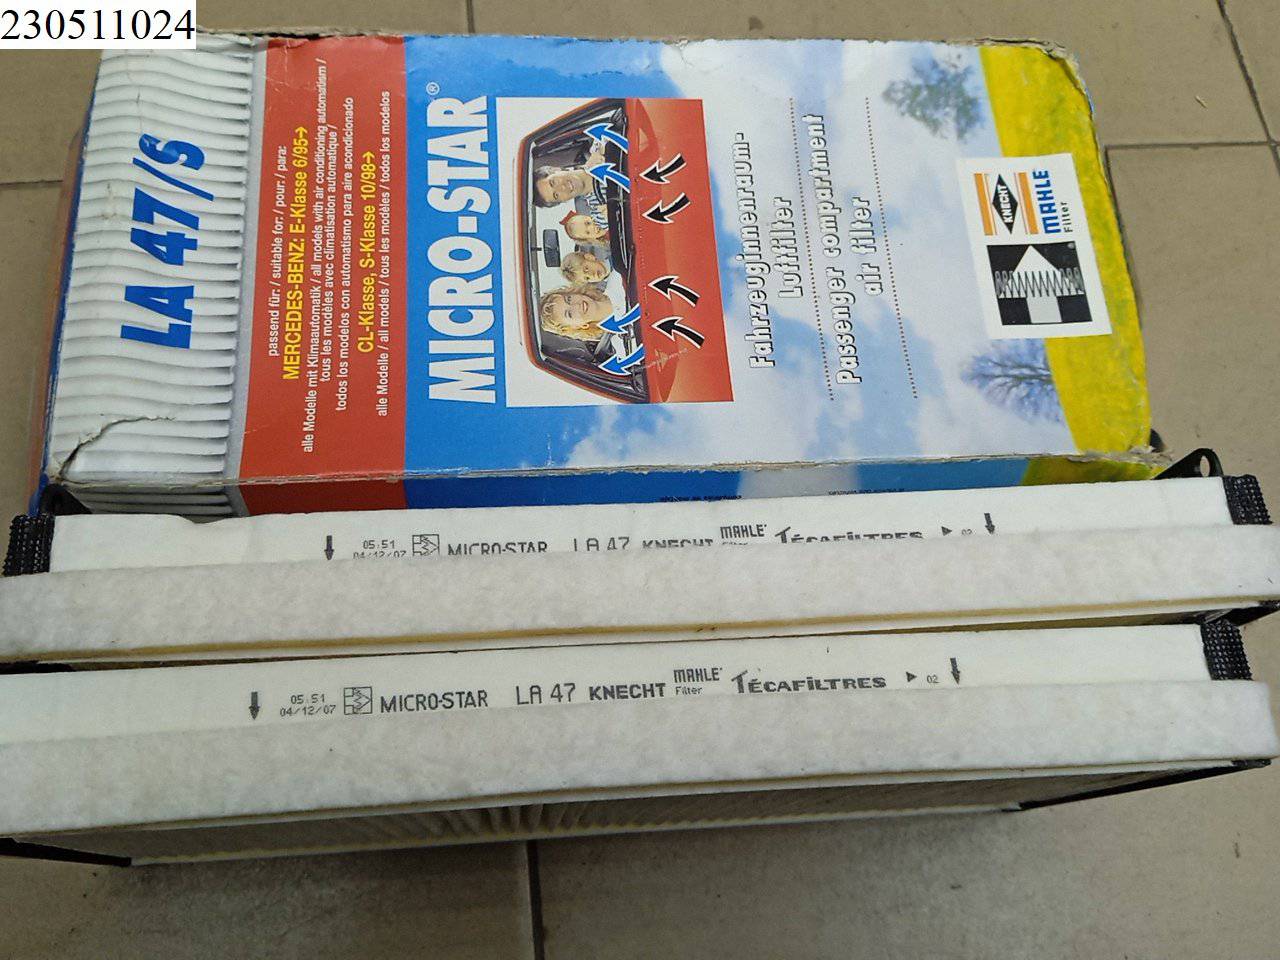 230511024
LA 47/S
passend für: / suitable for: / pour: / para:
MERCEDES-BENZ: E-Klasse 6/95→
alle Modelle mit Klimaautomatik / all models with air conditioning automatism /
tous les modèles avec climatisation automatique /
todos los modelos con automatismo para aire acondicionado
CL-Klasse, S-Klasse 10/98→
alle Modelle / all models / tous les modèles / todos los modelos
MICRO-STAR®
Fahrzeuginnenraum-
Luftfilter
Passenger compartment
air filter
KNECHT
MAHLE
Filter
05:51
04/12/07
MICRO-STAR LA 47 KNECHT MAHLE Filter TÉCAFILTRES 02
05:51
04/12/07
MICRO-STAR LA 47 KNECHT MAHLE Filter TÉCAFILTRES 02